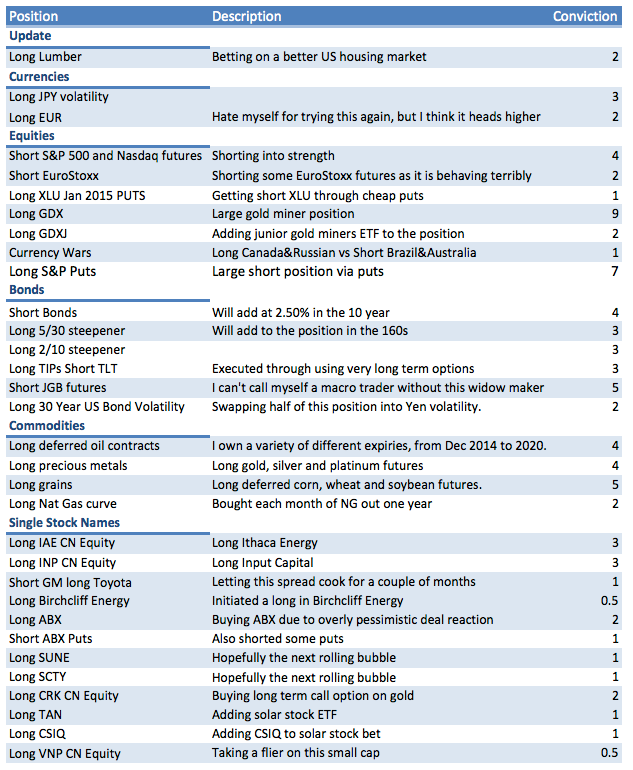 Position Description Conviction
Update
Long Lumber Betting on a better US housing market 2
Currencies
Long JPY volatility 3
Long EUR Hate myself for trying this again, but I think it heads higher 2
Equities
Short S&P 500 and Nasdaq futures Shorting into strength 4
Short EuroStoxx Shorting some EuroStoxx futures as it is behaving terribly 2
Long XLU Jan 2015 PUTS Getting short XLU through cheap puts 1
Long GDX Large gold miner position 9
Long GDXJ Adding junior gold miners ETF to the position 2
Currency Wars Long Canada&Russian vs Short Brazil&Australia 1
Long S&P Puts Large short position via puts 7
Bonds
Short Bonds Will add at 2.50% in the 10 year 4
Long 5/30 steepener Will add to the position in the 160s 3
Long 2/10 steepener 3
Long TIPs Short TLT Executed through using very long term options 3
Short JGB futures I can't call myself a macro trader without this widow maker 5
Long 30 Year US Bond Volatility Swapping half of this position into Yen volatility. 2
Commodities
Long deferred oil contracts I own a variety of different expiries, from Dec 2014 to 2020. 4
Long precious metals Long gold, silver and platinum futures 4
Long grains Long deferred corn, wheat and soybean futures. 5
Long Nat Gas curve Bought each month of NG out one year 2
Single Stock Names
Long IAE CN Equity Long Ithaca Energy 3
Long INP CN Equity Long Input Capital 3
Short GM long Toyota Letting this spread cook for a couple of months 1
Long Birchcliff Energy Initiated a long in Birchcliff Energy 0.5
Long ABX Buying ABX due to overly pessimistic deal reaction 2
Short ABX Puts Also shorted some puts 1
Long SUNE Hopefully the next rolling bubble 1
Long SCTY Hopefully the next rolling bubble 1
Long CRK CN Equity Buying long term call option on gold 2
Long TAN Adding solar stock ETF 1
Long CSIQ Adding CSIQ to solar stock bet 1
Long VNP CN Equity Taking a flier on this small cap 0.5